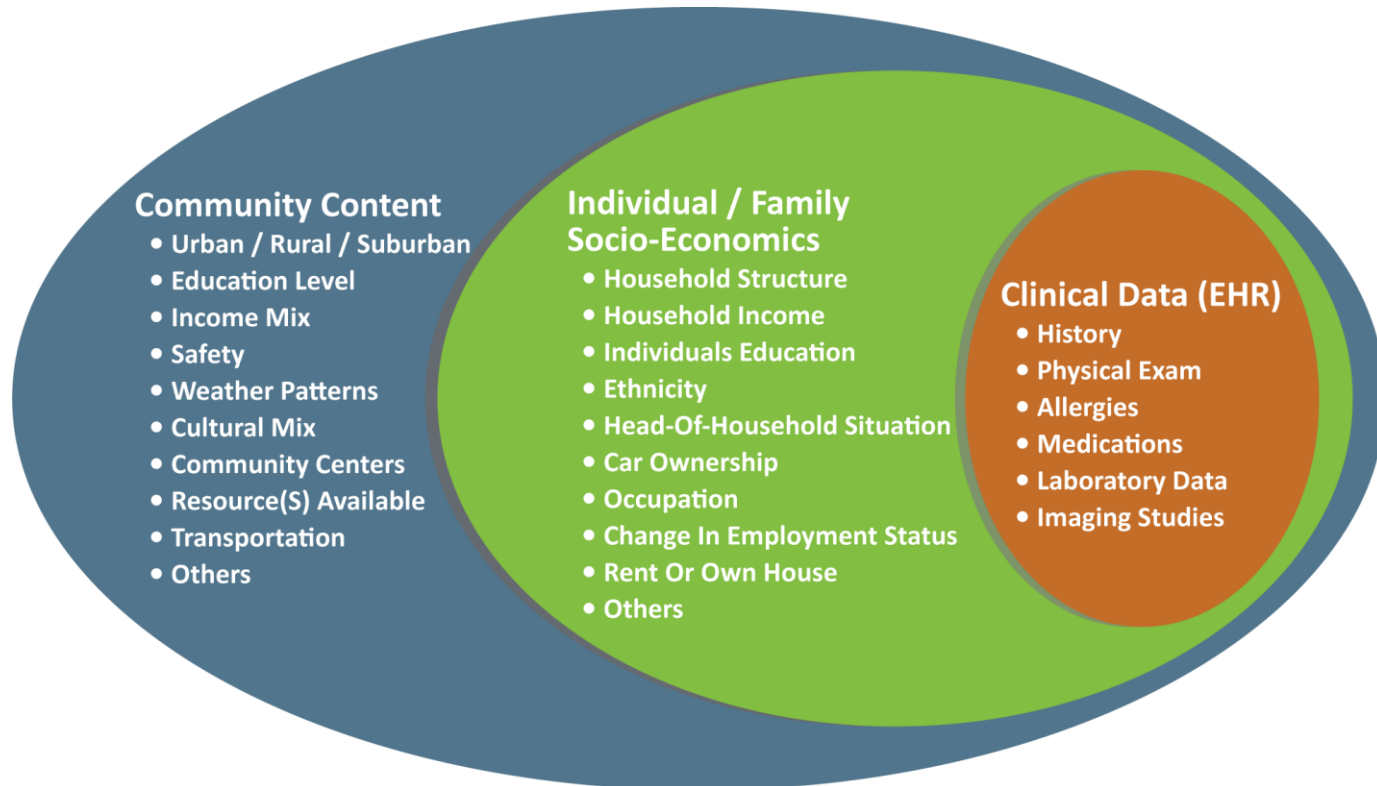 Community Content
• Urban / Rural / Suburban
• Education Level
• Income Mix
• Safety
• Weather Patterns
• Cultural Mix
• Community Centers
• Resource(S) Available
• Transportation
• Others
Individual / Family
Socio-Economics
• Household Structure
• Household Income
• Individuals Education
• Ethnicity
• Head-Of-Household Situation
• Car Ownership
• Occupation
• Change In Employment Status
• Rent Or Own House
• Others
Clinical Data (EHR)
• History
• Physical Exam
• Allergies
• Medications
• Laboratory Data
• Imaging Studies